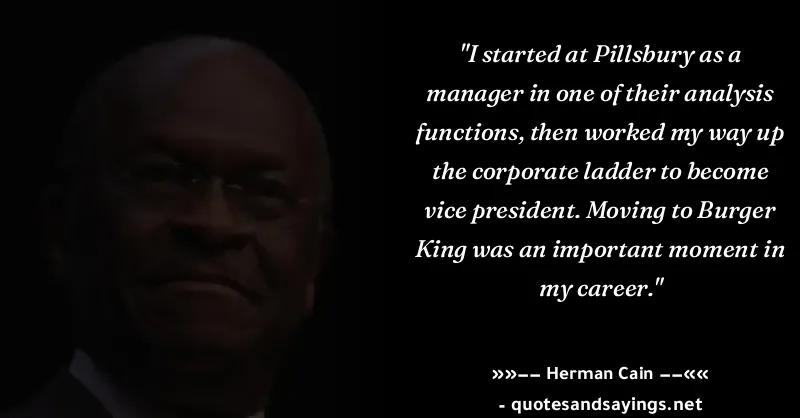 "I started at Pillsbury as a
manager in one of their analysis
functions, then worked my way up
the corporate ladder to become
vice president. Moving to Burger
King was an important moment in
my career."
»»−− Herman Cain −−««
- quotesandsayings.net